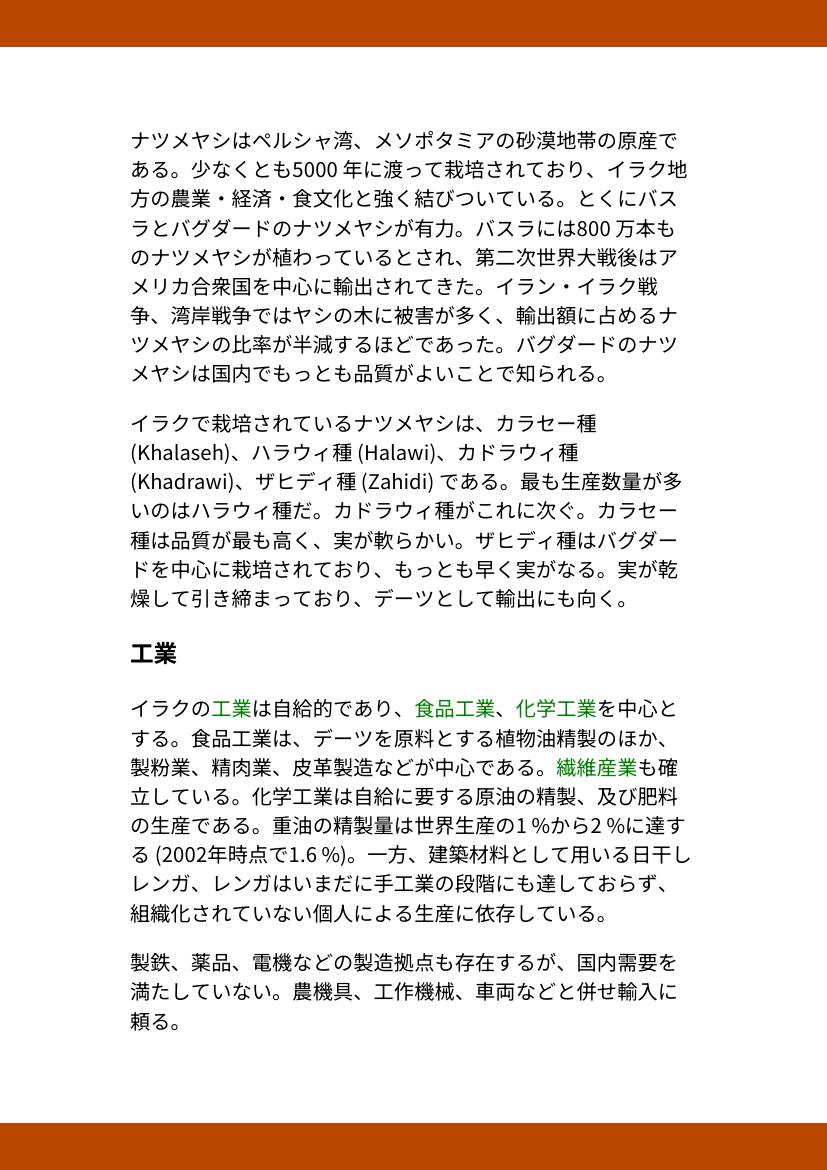 ナツメヤシはペルシャ湾、メソポタミアの砂漠地帯の原産で
ある。少なくとも5000 年に渡って栽培されており、イラク地
方の農業・経済・食文化と強く結びついている。とくにバス
ラとバグダードのナツメヤシが有力。バスラには800 万本も
のナツメヤシが植わっているとされ、第二次世界大戦後はア
メリカ合衆国を中心に輸出されてきた。イラン・イラク戦
争、湾岸戦争ではヤシの木に被害が多く、輸出額に占めるナ
ツメヤシの比率が半減するほどであった。バグダードのナツ
メヤシは国内でもっとも品質がよいことで知られる。
イラクで栽培されているナツメヤシは、カラセー種
(Khalaseh)、ハラウィ種 (Halawi)、カドラウィ種
(Khadrawi)、ザヒディ種 (Zahidi) である。最も生産数量が多
いのはハラウィ種だ。カドラウィ種がこれに次ぐ。カラセー
種は品質が最も高く、実が軟らかい。ザヒディ種はバグダー
ドを中心に栽培されており、もっとも早く実がなる。実が乾
燥して引き締まっており、デーツとして輸出にも向く。
工業
イラクの工業は自給的であり、食品工業、化学工業を中心と
する。食品工業は、デーツを原料とする植物油精製のほか、
製粉業、精肉業、皮革製造などが中心である。繊維産業も確
立している。化学工業は自給に要する原油の精製、及び肥料
の生産である。重油の精製量は世界生産の1 %から2 %に達す
る (2002年時点で1.6 %)。一方、建築材料として用いる日干し
レンガ、レンガはいまだに手工業の段階にも達しておらず、
組織化されていない個人による生産に依存している。
製鉄、薬品、電機などの製造拠点も存在するが、国内需要を
満たしていない。農機具、工作機械、車両などと併せ輸入に
頼る。